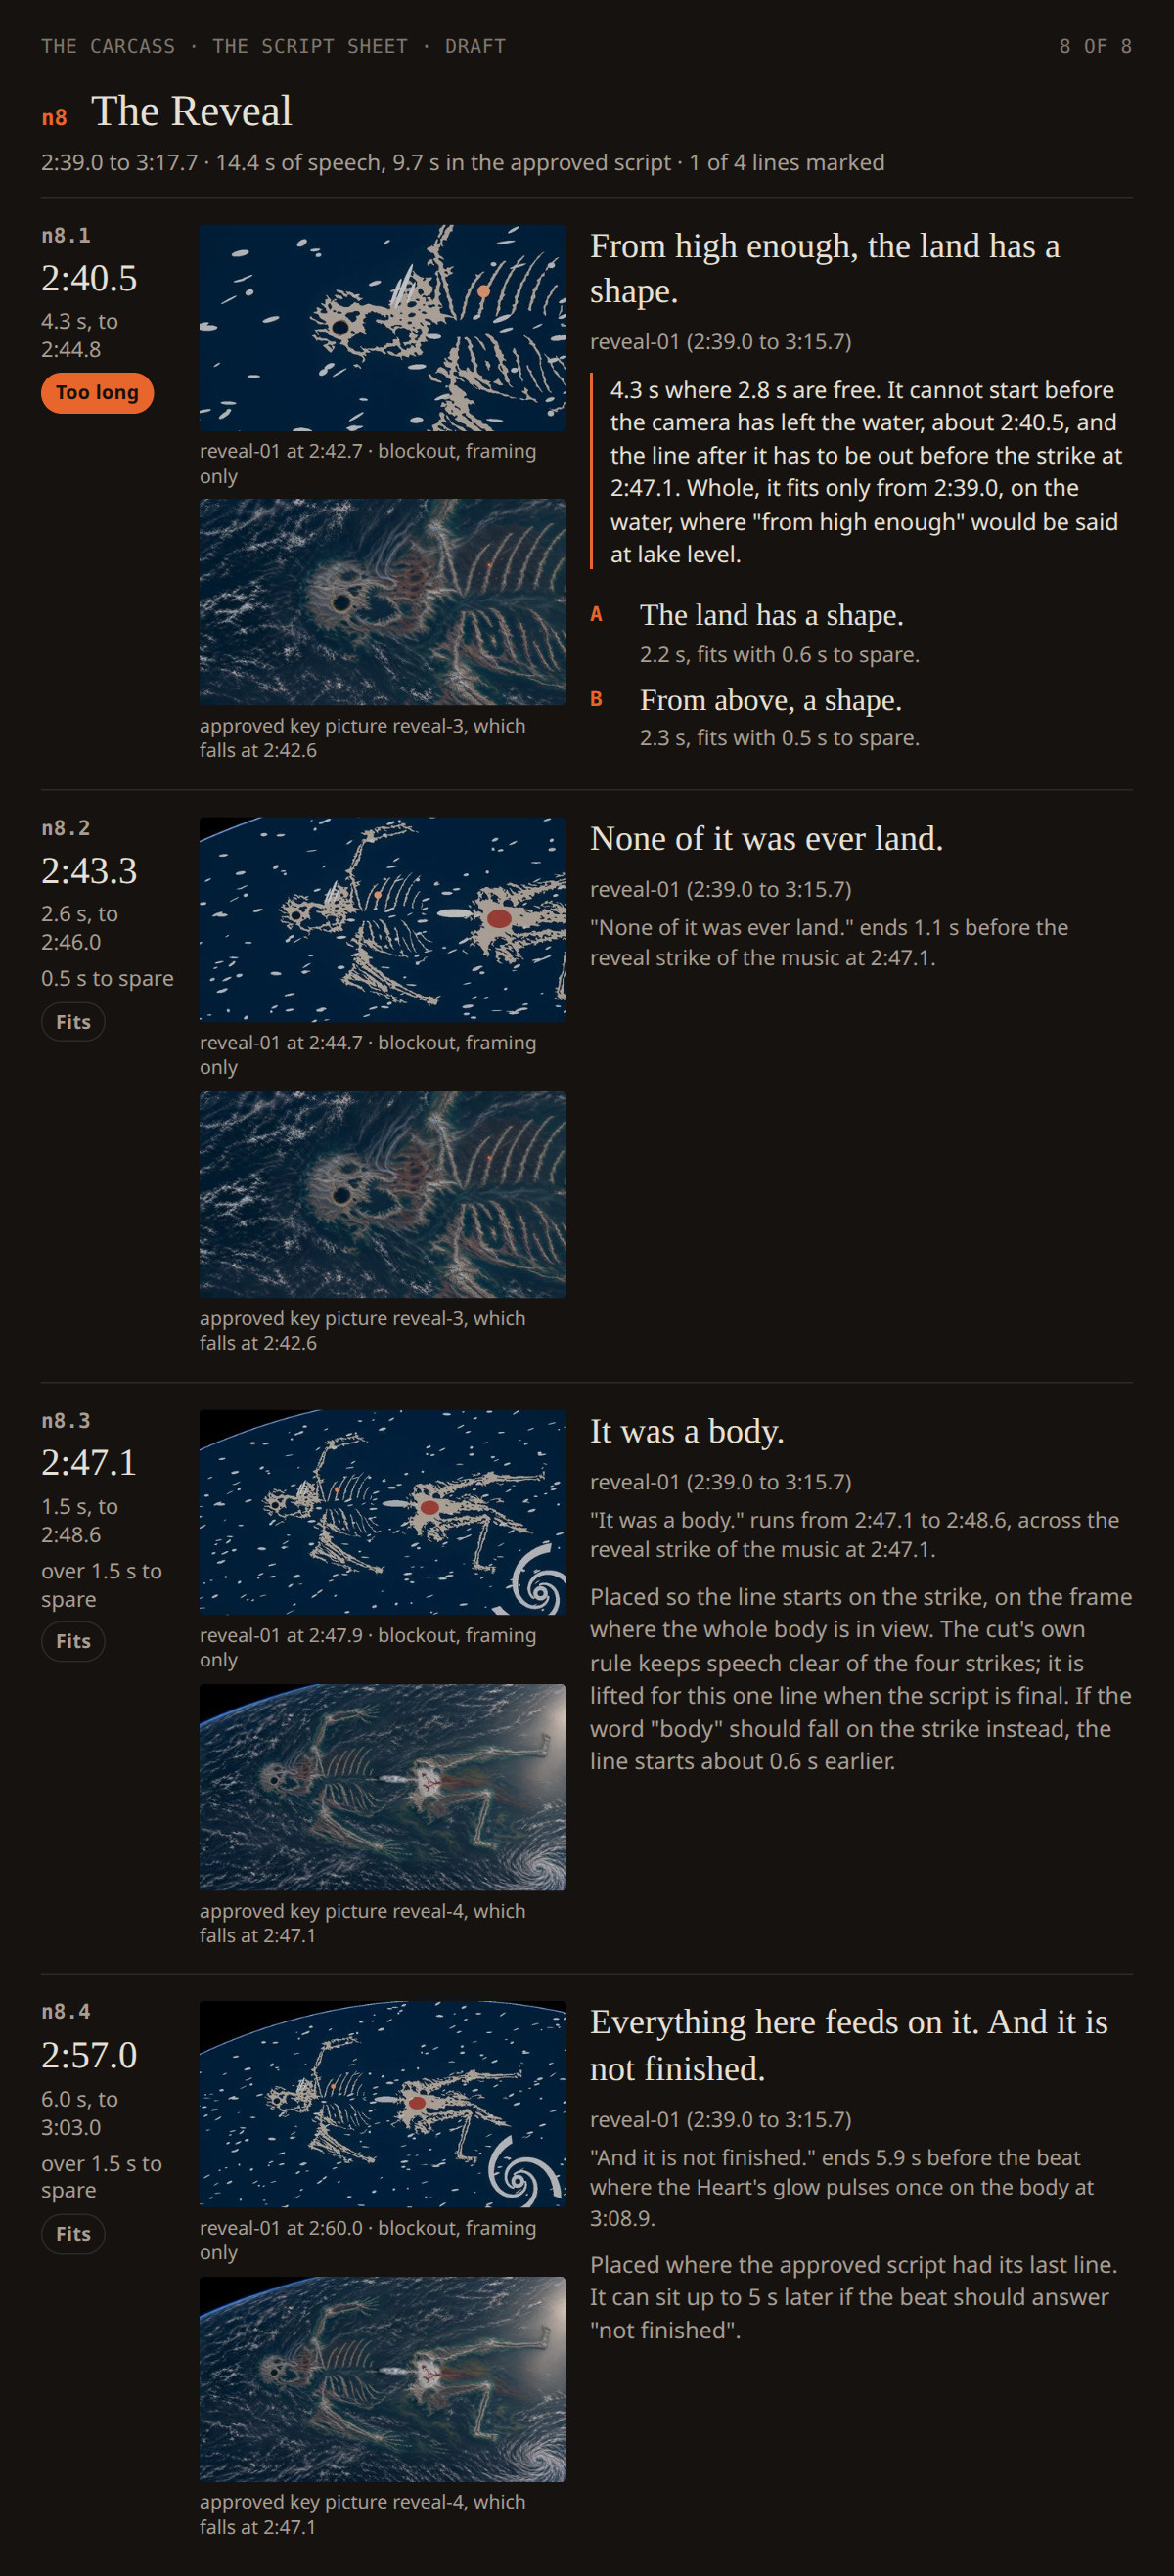 THE CARCASS · THE SCRIPT SHEET · DRAFT
8 OF 8
n8 The Reveal
2:39.0 to 3:17.7 · 14.4 s of speech, 9.7 s in the approved script · 1 of 4 lines marked
n8.1
2:40.5
4.3 s, to
2:44.8
Too long
reveal-01 at 2:42.7 · blockout, framing
only
approved key picture reveal-3, which
falls at 2:42.6
From high enough, the land has a
shape.
reveal-01 (2:39.0 to 3:15.7)
4.3 s where 2.8 s are free. It cannot start before
the camera has left the water, about 2:40.5, and
the line after it has to be out before the strike at
2:47.1. Whole, it fits only from 2:39.0, on the
water, where "from high enough" would be said
at lake level.
A The land has a shape.
2.2 s, fits with 0.6 s to spare.
B From above, a shape.
2.3 s, fits with 0.5 s to spare.
n8.2
2:43.3
2.6 s, to
2:46.0
0.5 s to spare
Fits
reveal-01 at 2:44.7 · blockout, framing
only
approved key picture reveal-3, which
falls at 2:42.6
None of it was ever land.
reveal-01 (2:39.0 to 3:15.7)
"None of it was ever land." ends 1.1 s before the
reveal strike of the music at 2:47.1.
n8.3
2:47.1
1.5 s, to
2:48.6
over 1.5 s to
spare
Fits
reveal-01 at 2:47.9 · blockout, framing
only
approved key picture reveal-4, which
falls at 2:47.1
It was a body.
reveal-01 (2:39.0 to 3:15.7)
"It was a body." runs from 2:47.1 to 2:48.6, across the
reveal strike of the music at 2:47.1.
Placed so the line starts on the strike, on the frame
where the whole body is in view. The cut's own
rule keeps speech clear of the four strikes; it is
lifted for this one line when the script is final. If the
word "body" should fall on the strike instead, the
line starts about 0.6 s earlier.
n8.4
2:57.0
6.0 s, to
3:03.0
over 1.5 s to
spare
Fits
reveal-01 at 2:60.0 · blockout, framing
only
approved key picture reveal-4, which
falls at 2:47.1
Everything here feeds on it. And it is
not finished.
reveal-01 (2:39.0 to 3:15.7)
"And it is not finished." ends 5.9 s before the beat
where the Heart's glow pulses once on the body at
3:08.9.
Placed where the approved script had its last line.
It can sit up to 5 s later if the beat should answer
"not finished".